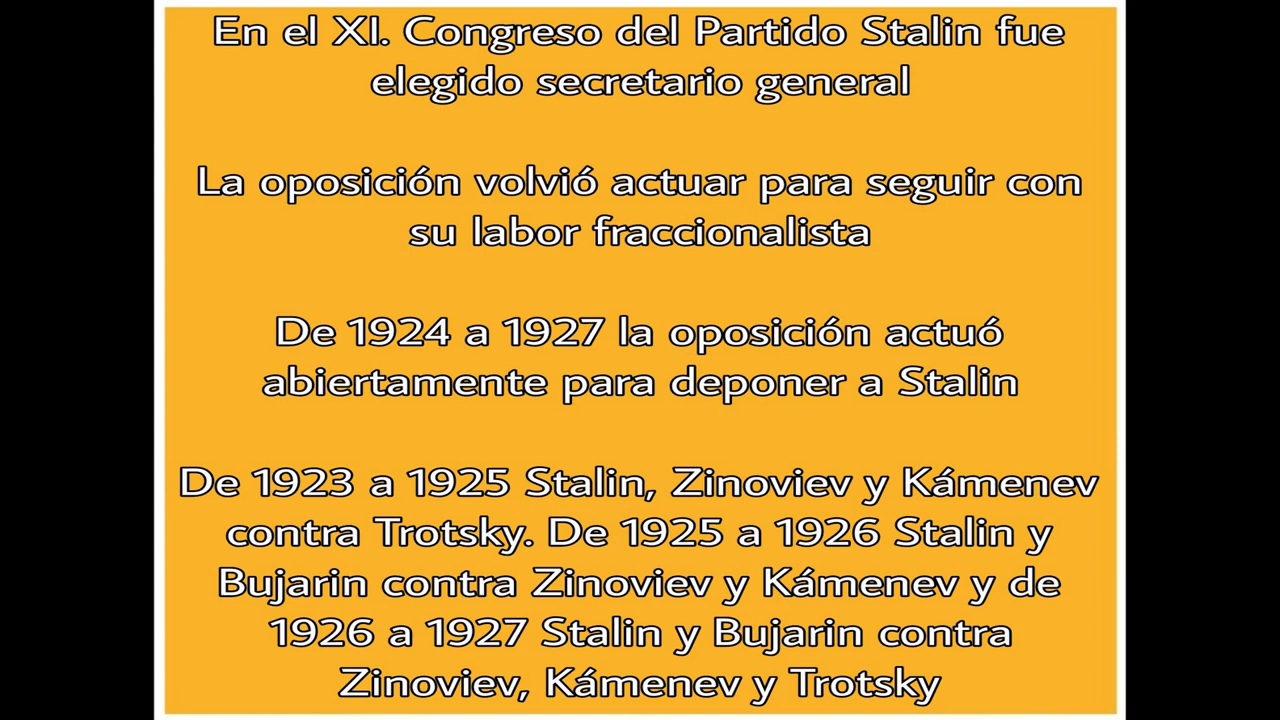 En el XI. Congreso del Partido Stalin fue
elegido secretario general
La oposición volvió actuar para seguir con
su labor fraccionalista
De 1924 a 1927 la oposición actuó
abiertamente para deponer a Stalin
De 1923 a 1925 Stalin, Zinoviev y Kámenev
contra Trotsky. De 1925 a 1926 Stalin y
Bujarin contra Zinoviev y Kámenev y de
1926 a 1927 Stalin y Bujarin contra
Zinoviev, Kámenev y Trotsky